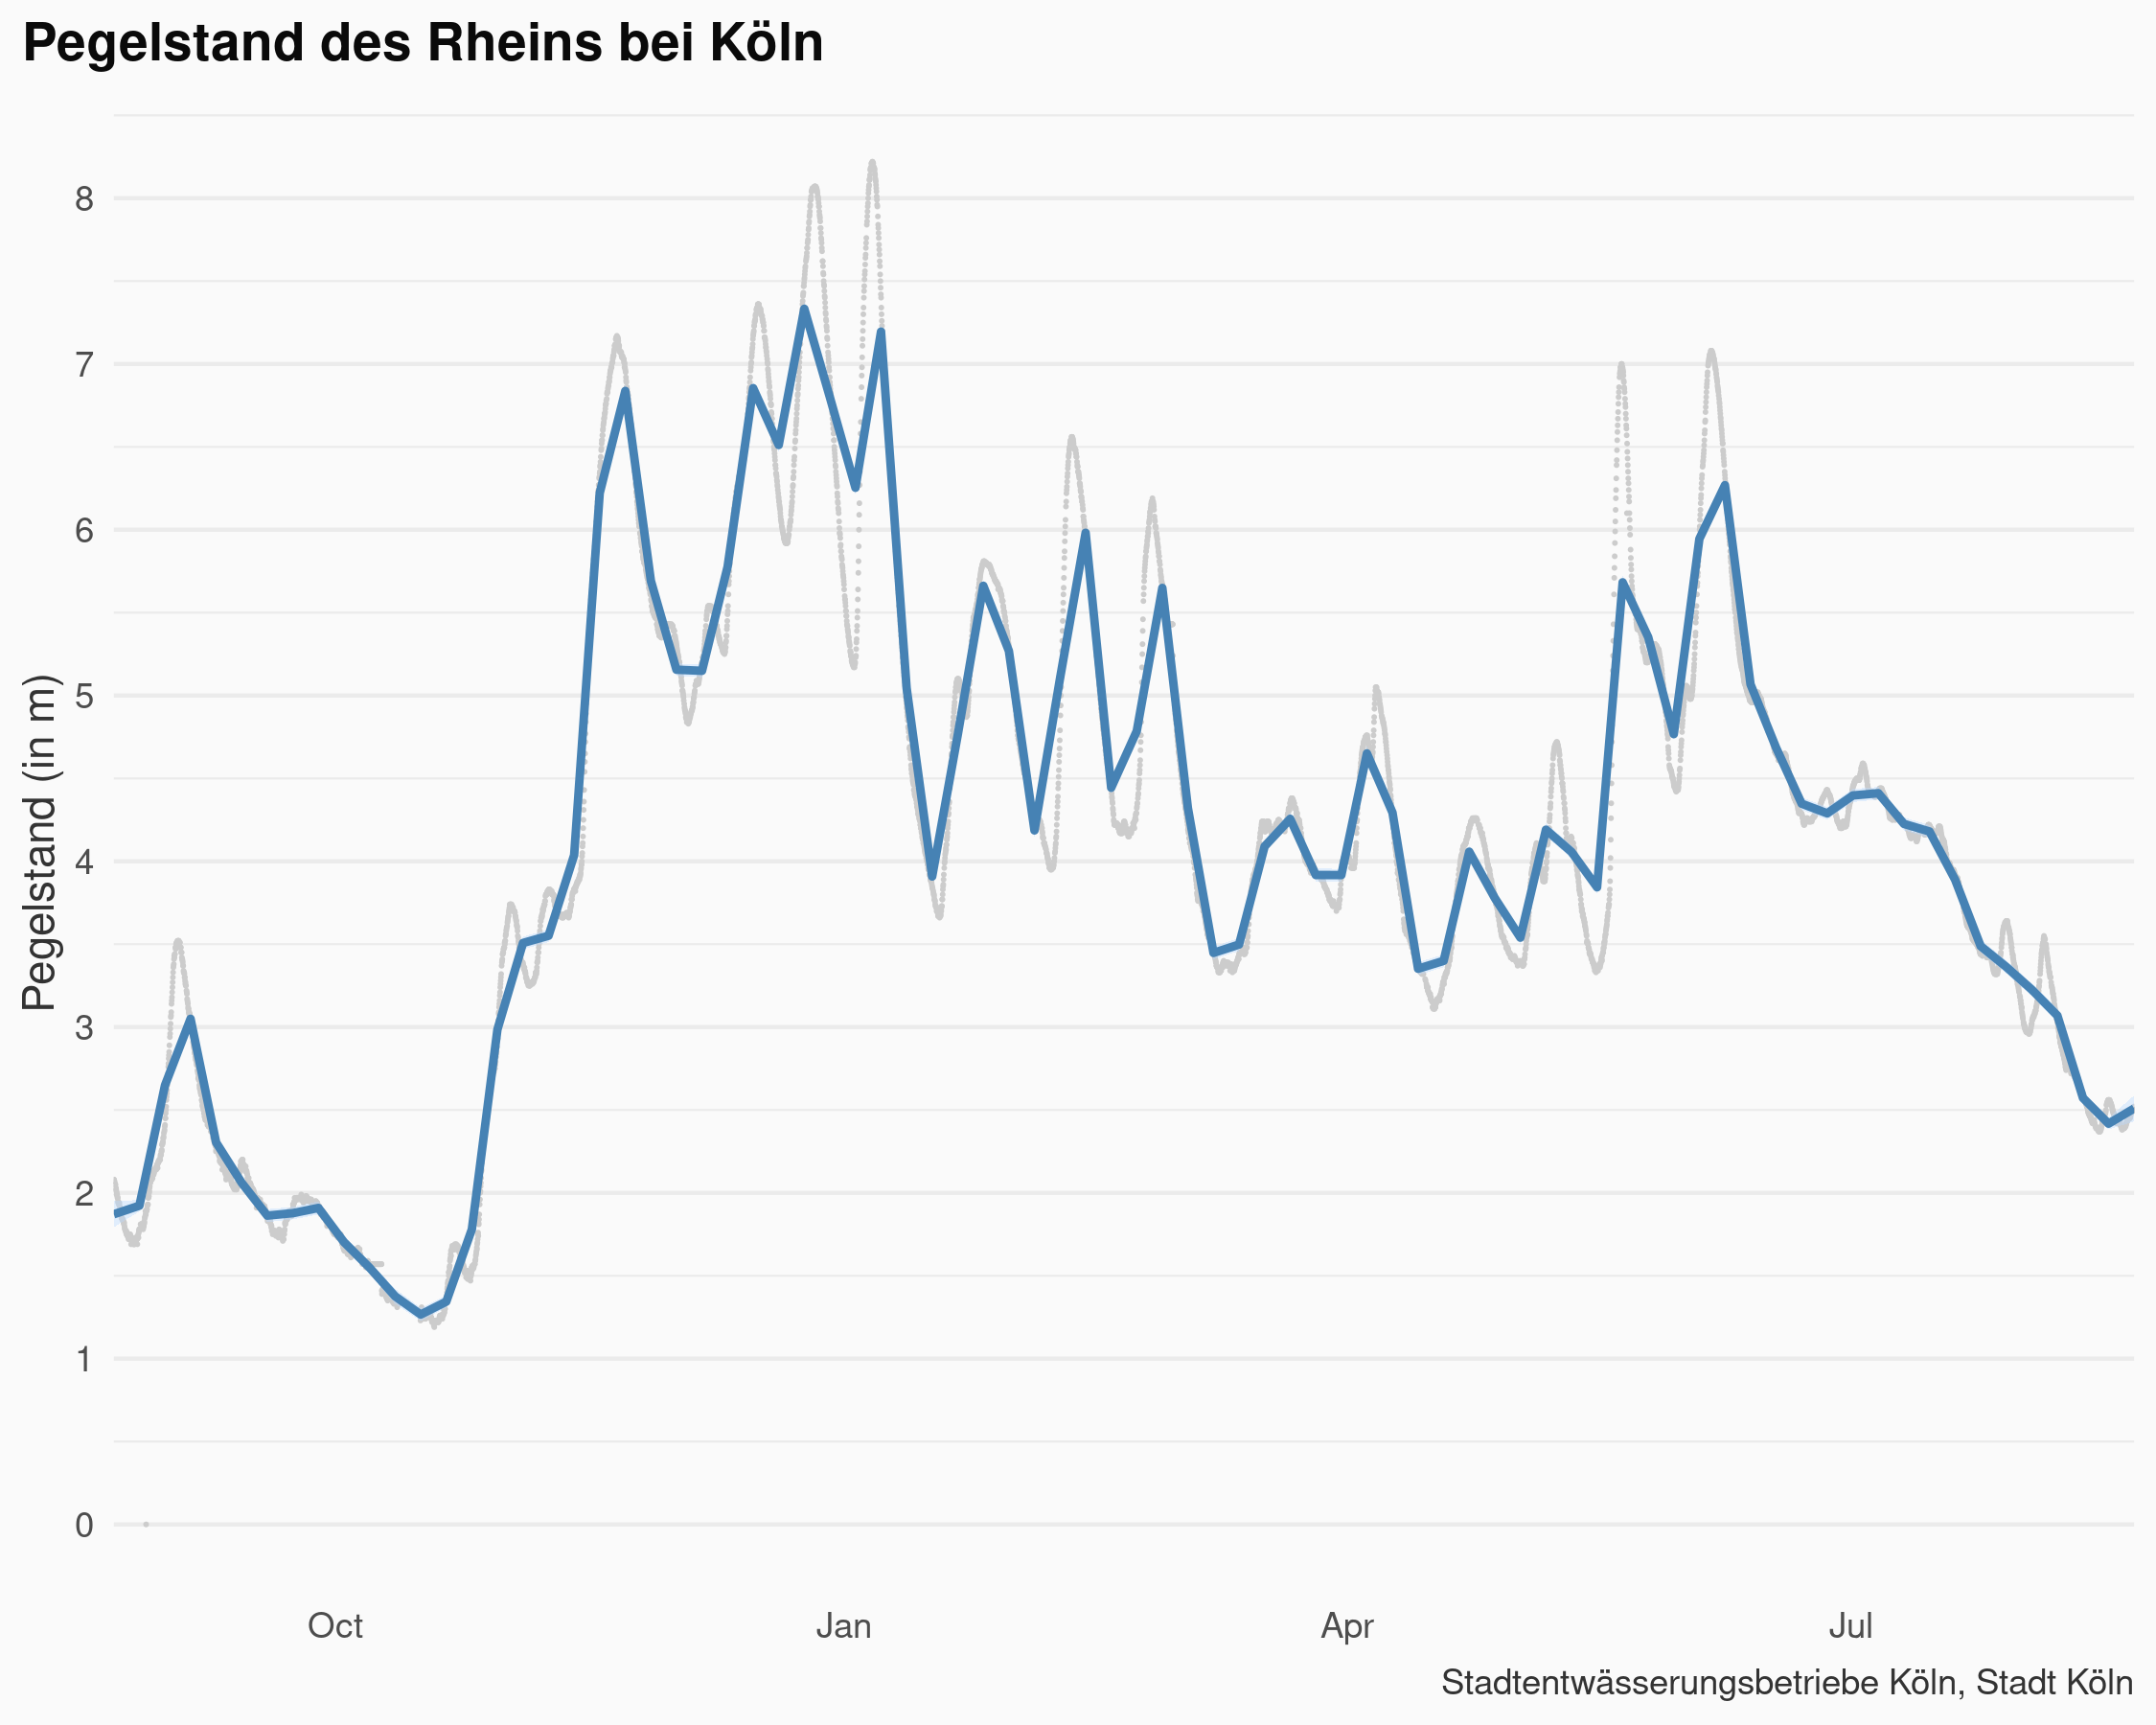 Pegelstand des Rheins bei Köln
Pegelstand (in m)
8
7
6
5
4
3
2
1
0
Oct Jan Apr Jul
Stadtentwässerungsbetriebe Köln, Stadt Köln